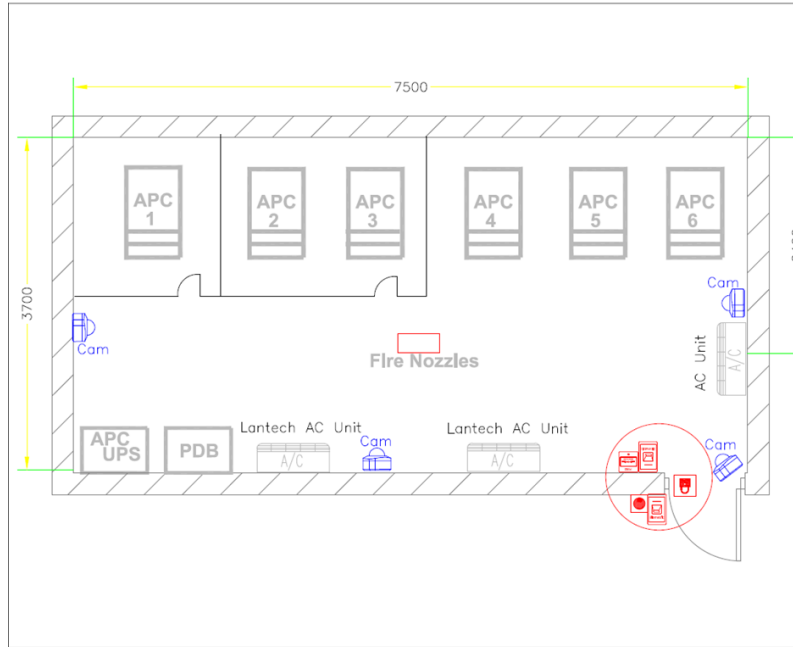 7500
APC
1
APC
2
APC
3
APC
4
APC
5
APC
6
3700
Cam
Cam
AC Unit
A/C
Fire Nozzles
APC
UPS
PDB
Lantech AC Unit
A/C
Cam
Lantech AC Unit
A/C
Cam